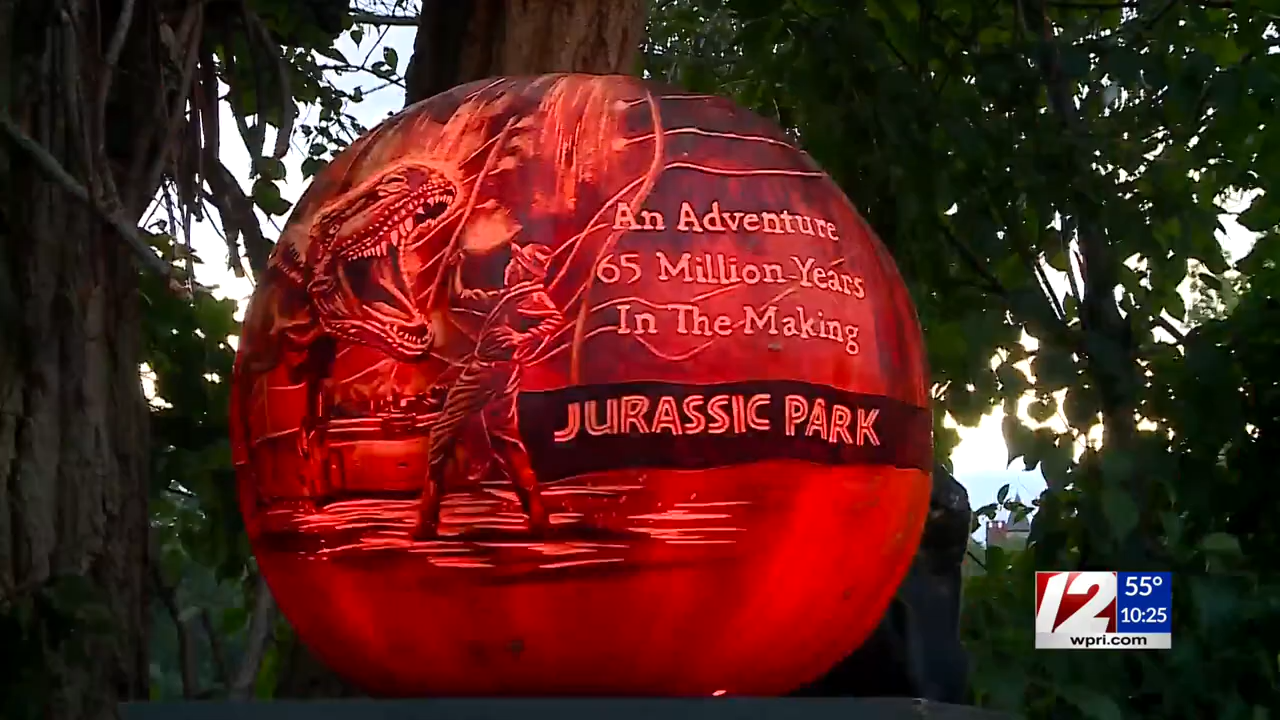 An Adventure
65 Million Years
In The Making
JURASSIC PARK
12
55°
10:25
wpri.com